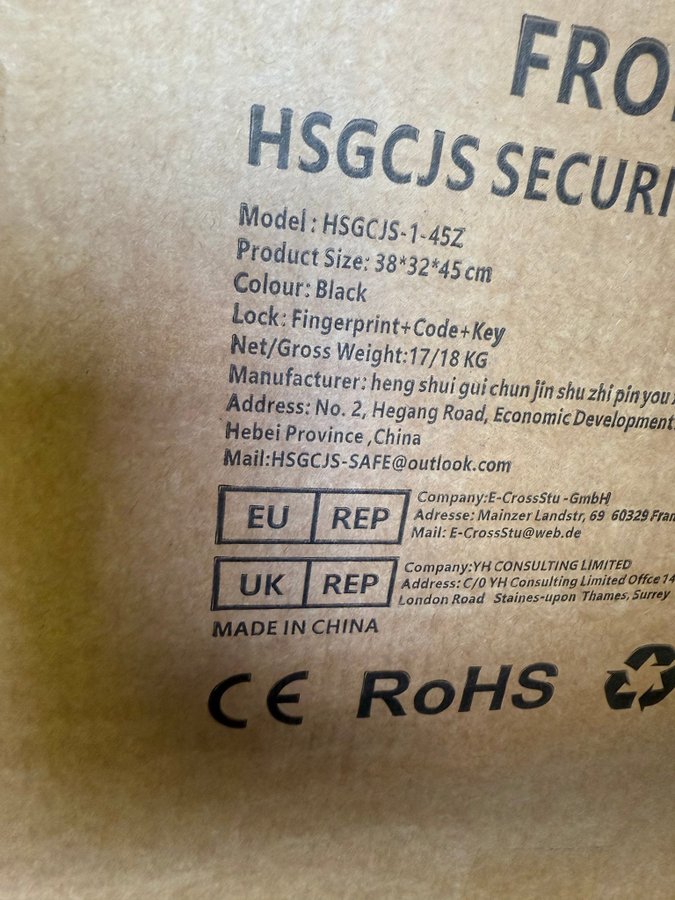 FRO
HSGCJS SECURI
Model : HSGCJS-1-45Z
Product Size: 38*32*45 cm
Colour: Black
Lock: Fingerprint+Code+Key
Net/Gross Weight:17/18 KG
Manufacturer: heng shui gui chun jin shu zhi pin you
Address: No. 2, Hegang Road, Economic Development
Hebei Province ,China
Mail:HSGCJS-SAFE@outlook.com
EU REP
Company:E-CrossStu -GmbH
Adresse: Mainzer Landstr, 69 60329 Fran
Mail: E-CrossStu@web.de
UK REP
Company:YH CONSULTING LIMITED
Address: C/0 YH Consulting Limited Offce 14
London Road Staines-upon Thames, Surrey
MADE IN CHINA
CE RoHS